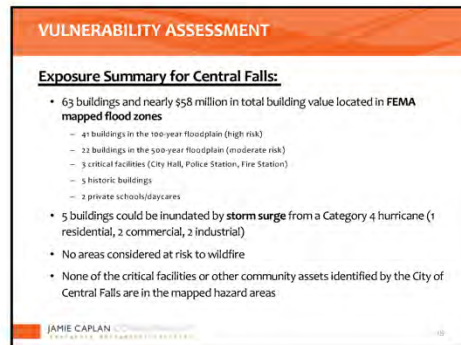 VULNERABILITY ASSESSMENT
Exposure Summary for Central Falls:
• 63 buildings and nearly $58 million in total building value located in FEMA
mapped flood zones
– 41 buildings in the 100-year floodplain (high risk)
– 22 buildings in the 500-year floodplain (moderate risk)
– 3 critical facilities (City Hall, Police Station, Fire Station)
– 5 historic buildings
– 2 private schools/daycares
• 5 buildings could be inundated by storm surge from a Category 4 hurricane (1
residential, 2 commercial, 2 industrial)
• No areas considered at risk to wildfire
• None of the critical facilities or other community assets identified by the City of
Central Falls are in the mapped hazard areas
JAMIE CAPLAN